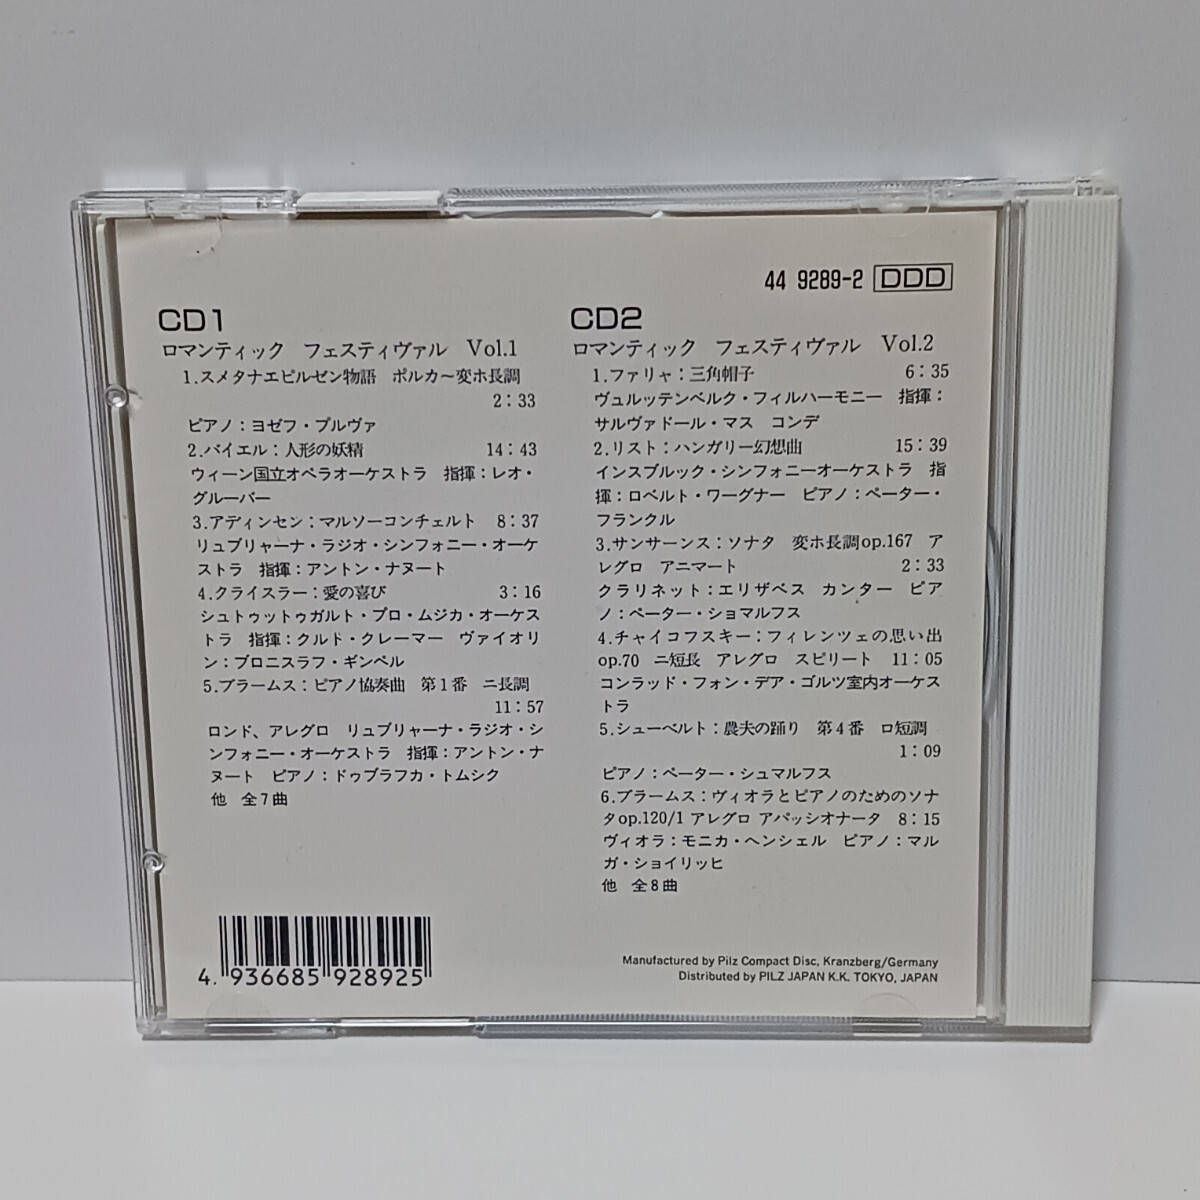 44 9289-2 DDD
CD1
ロマンティック フェスティヴァル Vol.1
1.スメタナエピルゼン物語 ポルカ〜変ホ長調
2：33
ピアノ：ヨゼフ・プルヴァ
2.バイエル：人形の妖精 14：43
ウィーン国立オペラオーケストラ 指揮：レオ・
グルーバー
3.アディンセン：マルソーコンチェルト 8：37
リュブリャーナ・ラジオ・シンフォニー・オーケ
ストラ 指揮：アントン・ナヌート
4.クライスラー：愛の喜び 3：16
シュトゥットゥガルト・プロ・ムジカ・オーケス
トラ 指揮：クルド・クレーマー ヴァイオリ
ン：ブロニスラフ・ギンペル
5.ブラームス：ピアノ協奏曲 第1番 ニ長調
11：57
ロンド、アレグロ リュブリャーナ・ラジオ・シ
ンフォニー・オーケストラ 指揮：アントン・ナ
ヌート ピアノ：ドゥブラフカ・トムシク
他 全7曲
4.936685928925
CD2
ロマンティック フェスティヴァル Vol.2
1.ファリャ：三角帽子 6：35
ヴュルッテンベルク・フィルハーモニー 指揮：
サルヴァドール・マス コンデ
2.リスト：ハンガリー幻想曲 15：39
インスブルック・シンフォニーオーケストラ 指
揮：ロベルト・ワーグナー ピアノ：ペーター・
フランクル
3.サンサーンス：ソナタ 変ホ長調op.167 ア
レグロ アニマート 2：33
クラリネット：エリザベス カンター ピア
ノ：ペーター・ショマルフス
4.チャイコフスキー：フィレンツェの思い出
op.70 ニ短長 アレグロ スピリート 11：05
コンラッド・フォン・デア・ゴルツ室内オーケス
トラ
5.シューベルト：農夫の踊り 第4番 ロ短調
1：09
ピアノ：ペーター・シュマルフス
6.ブラームス：ヴィオラとピアノのためのソナ
タop.120/1 アレグロ アパッシオナータ 8：15
ヴィオラ：モニカ・ヘンシェル ピアノ：マル
ガ・ショイリッヒ
他 全8曲
Manufactured by Pilz Compact Disc, Kranzberg/Germany
Distributed by PILZ JAPAN K.K. TOKYO, JAPAN